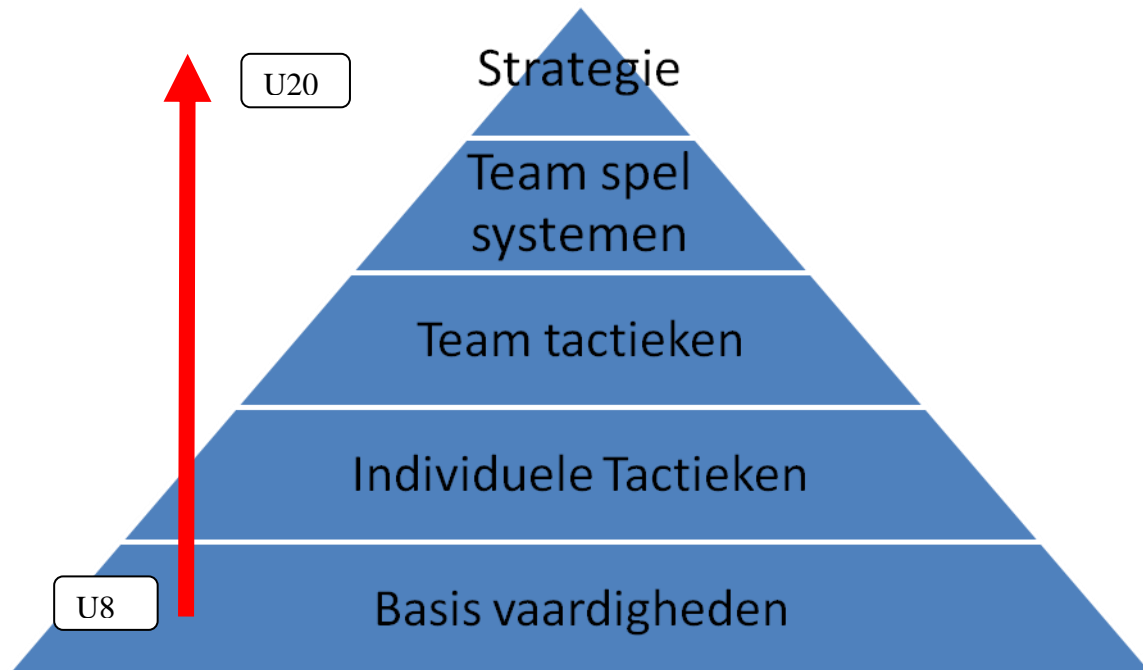 U20
Strategie
Team spel
systemen
Team tactieken
Individuele Tactieken
U8
Basis vaardigheden